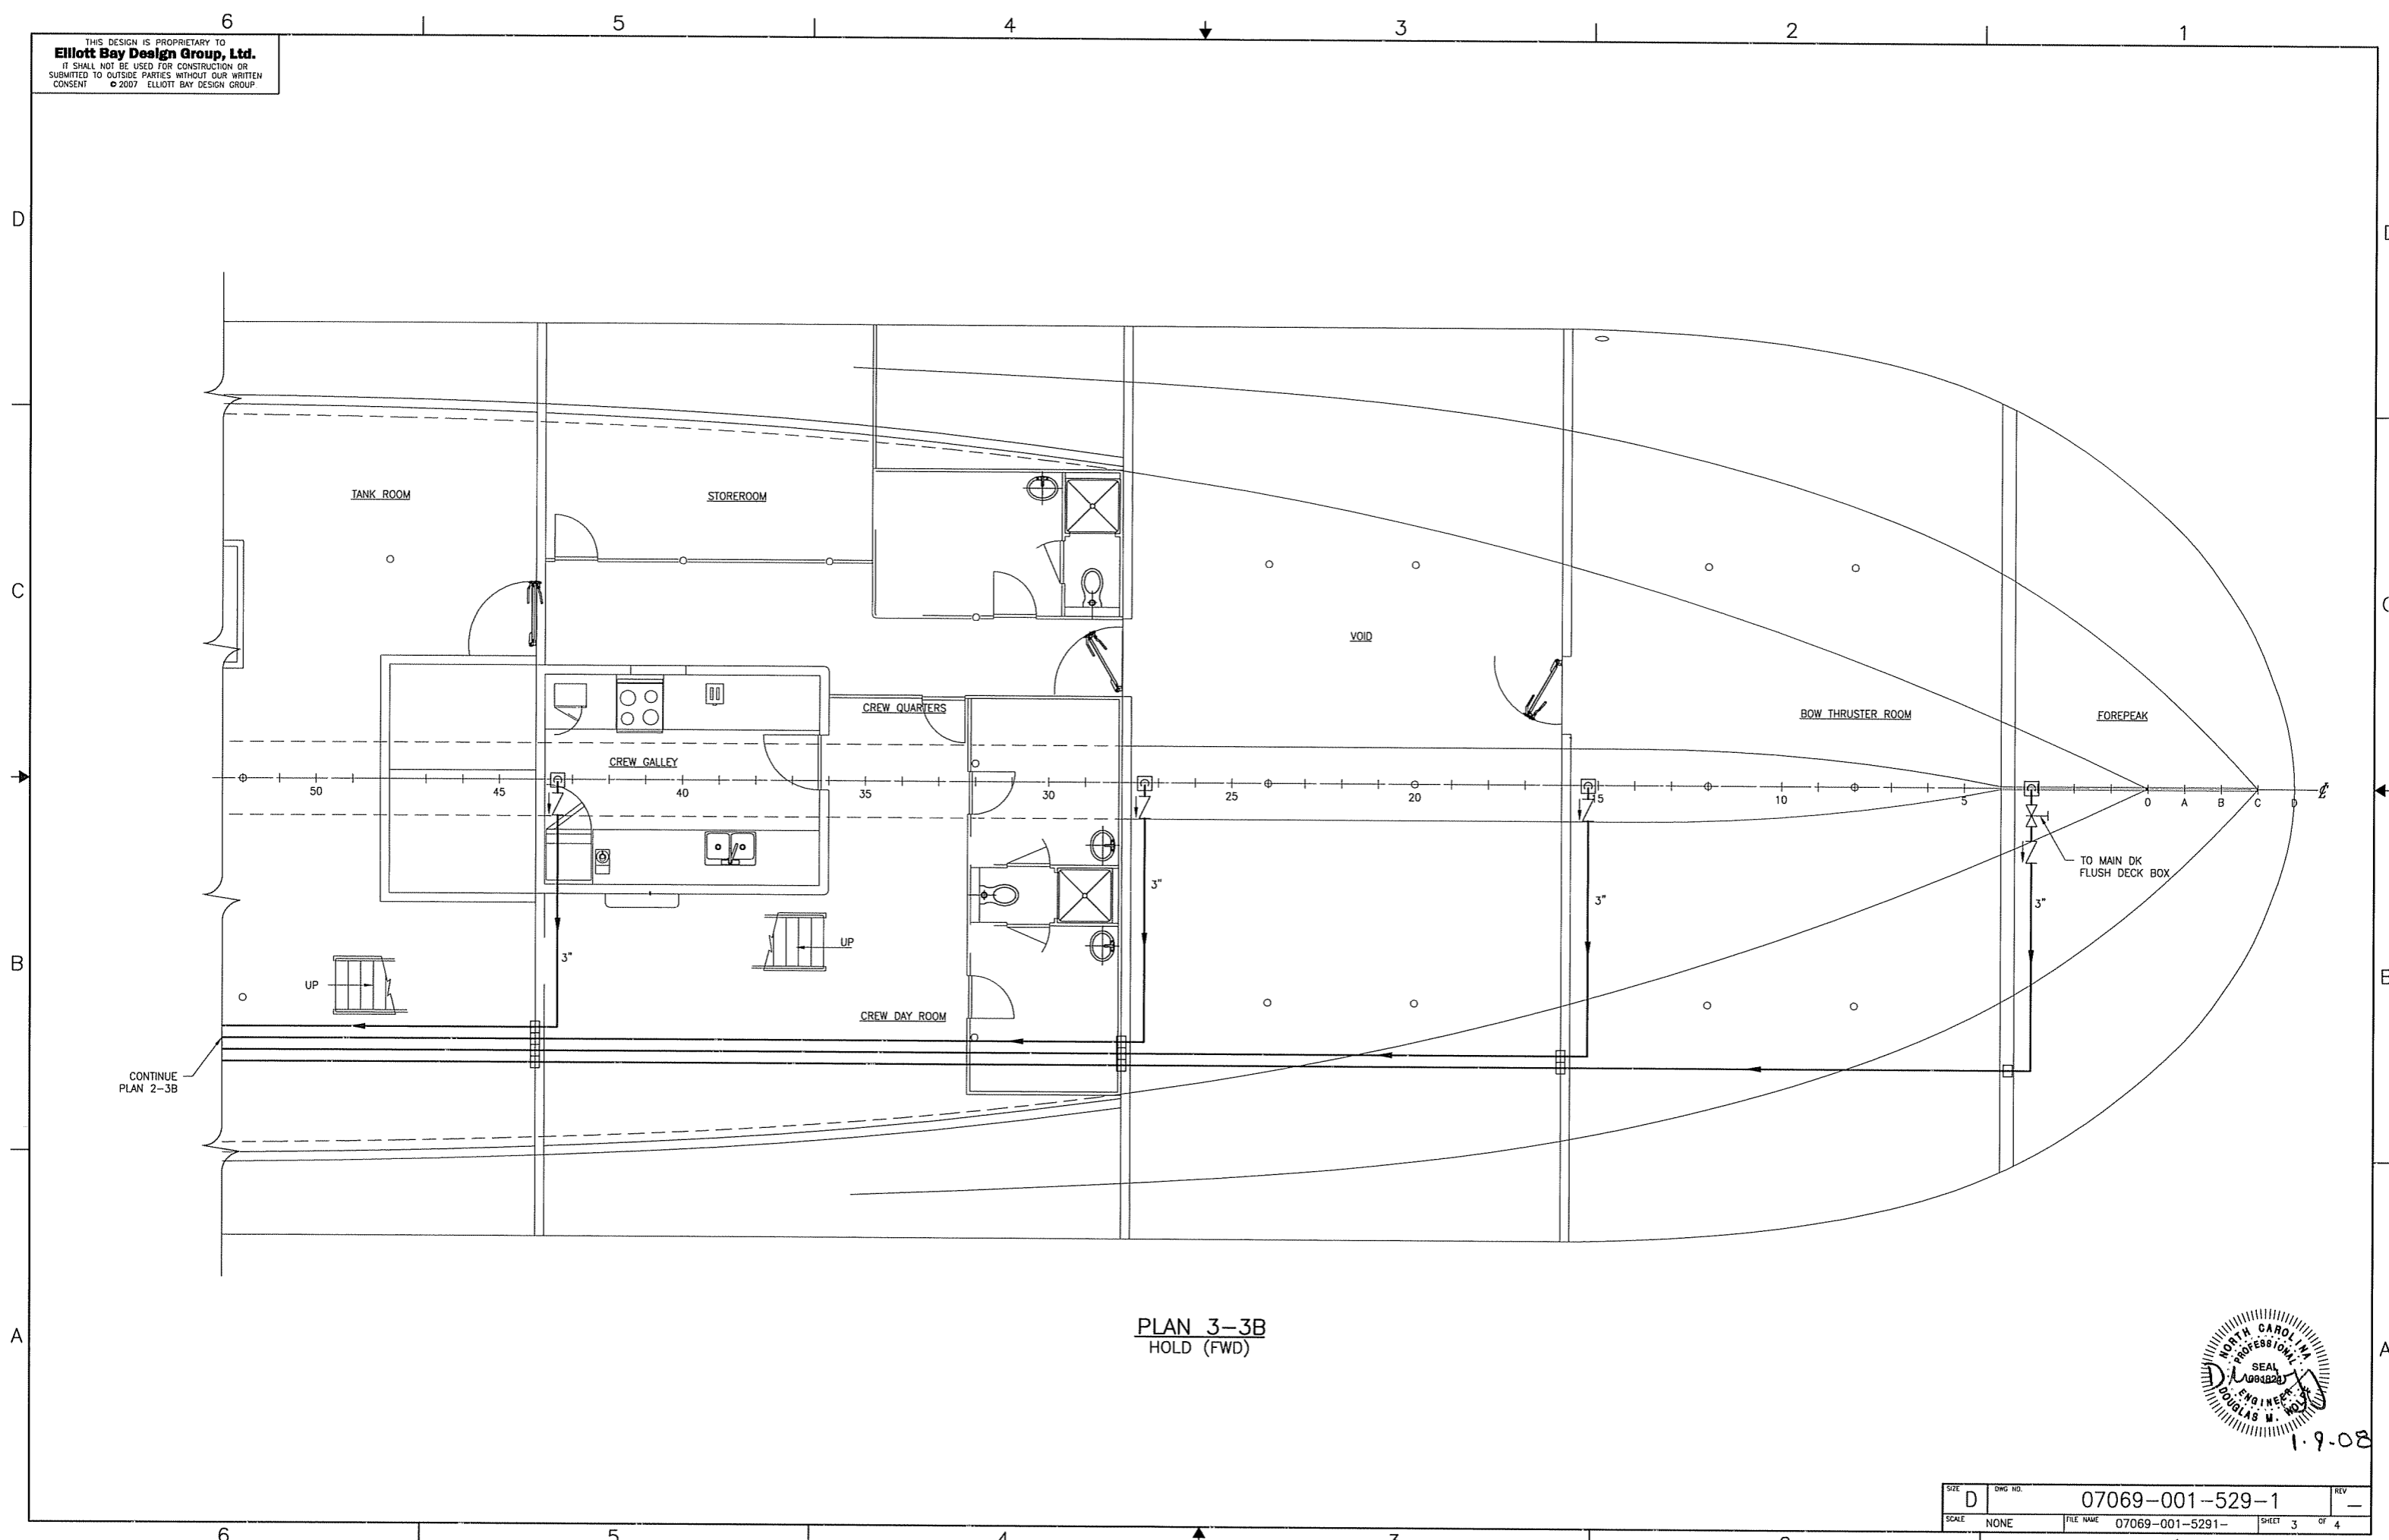 6 5 4 3 2 1
THIS DESIGN IS PROPRIETARY TO
Elliott Bay Design Group, Ltd.
IT SHALL NOT BE USED FOR CONSTRUCTION OR
SUBMITTED TO OUTSIDE PARTIES WITHOUT OUR WRITTEN
CONSENT © 2007 ELLIOTT BAY DESIGN GROUP
D
TANK ROOM
STOREROOM
C
VOID
CREW QUARTERS
BOW THRUSTER ROOM
FOREPEAK
CREW GALLEY
50 45 40 35 30 25 20 15 10 5 0 A B C D ℄
TO MAIN DK
FLUSH DECK BOX
3"
3"
3"
3"
B
B
UP
UP
CREW DAY ROOM
CONTINUE
PLAN 2-3B
A
A
PLAN 3-3B
HOLD (FWD)
NORTH CAROLINA
PROFESSIONAL
SEAL
ENGINEER
DOUGLAS M. WOLFF
1.9.08
SIZE D DWG NO. 07069-001-529-1 REV —
SCALE NONE FILE NAME 07069-001-5291- SHEET 3 OF 4
6 5 4 3